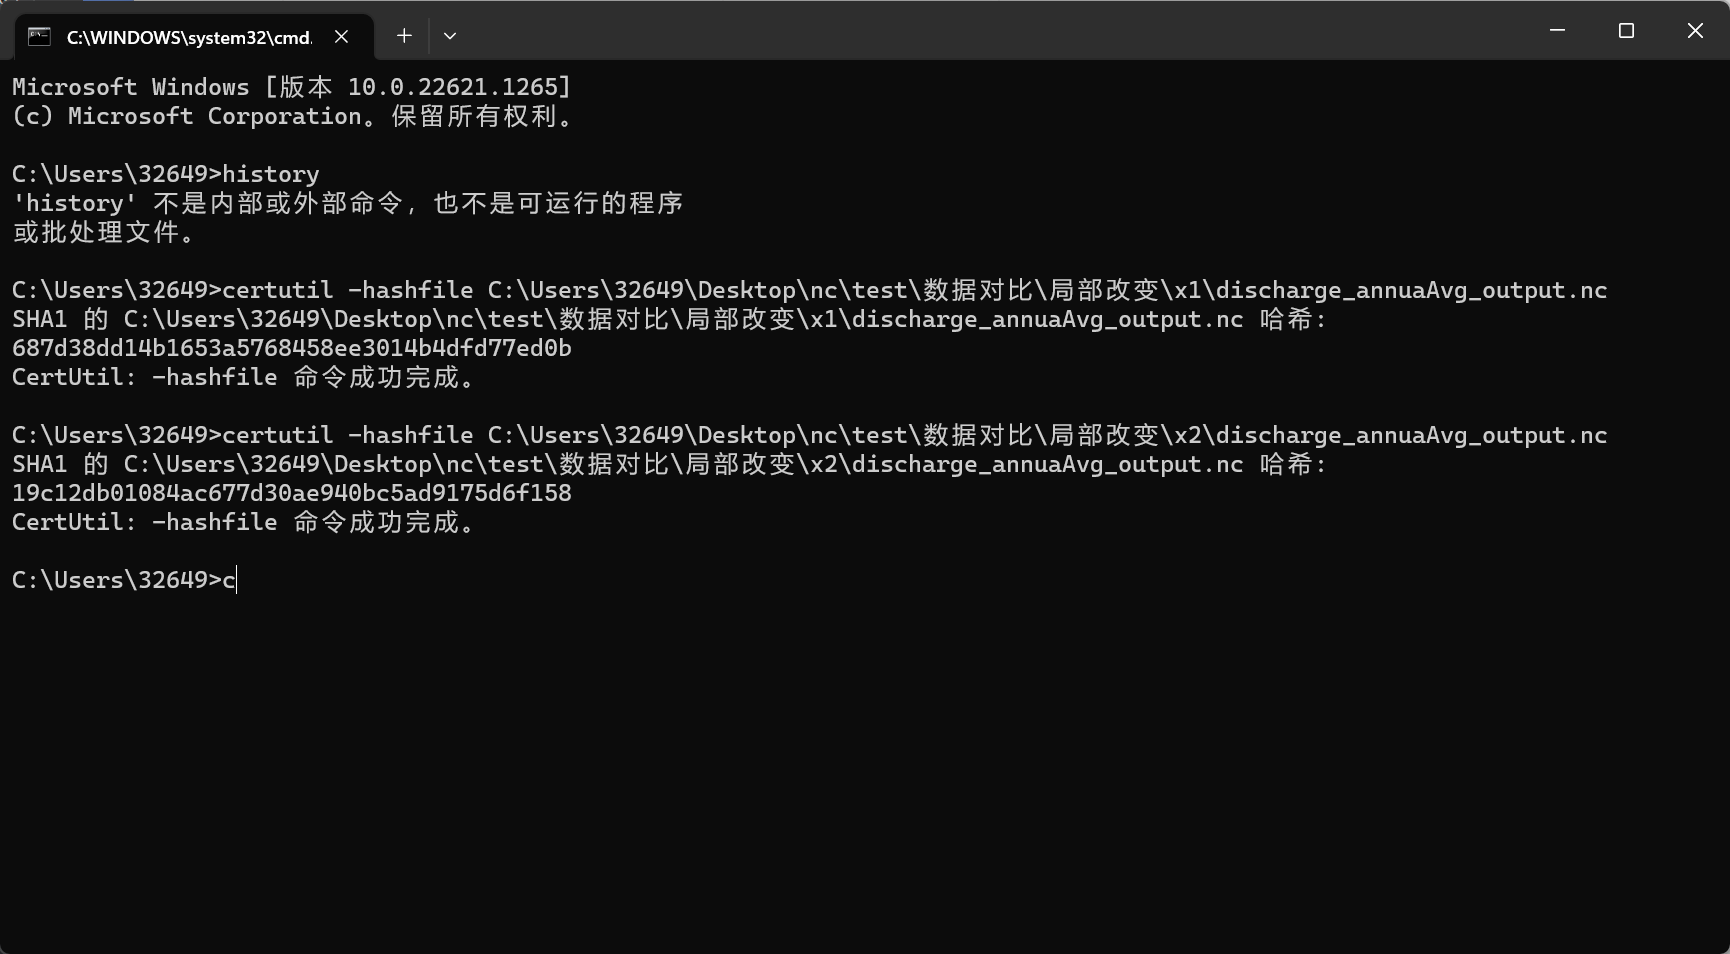 C:\WINDOWS\system32\cmd.
Microsoft Windows [版本 10.0.22621.1265]
(c) Microsoft Corporation。保留所有权利。
C:\Users\32649>history
'history' 不是内部或外部命令，也不是可运行的程序
或批处理文件。
C:\Users\32649>certutil -hashfile C:\Users\32649\Desktop\nc\test\数据对比\局部改变\x1\discharge_annuaAvg_output.nc
SHA1 的 C:\Users\32649\Desktop\nc\test\数据对比\局部改变\x1\discharge_annuaAvg_output.nc 哈希:
687d38dd14b1653a5768458ee3014b4dfd77ed0b
CertUtil: -hashfile 命令成功完成。
C:\Users\32649>certutil -hashfile C:\Users\32649\Desktop\nc\test\数据对比\局部改变\x2\discharge_annuaAvg_output.nc
SHA1 的 C:\Users\32649\Desktop\nc\test\数据对比\局部改变\x2\discharge_annuaAvg_output.nc 哈希:
19c12db01084ac677d30ae940bc5ad9175d6f158
CertUtil: -hashfile 命令成功完成。
C:\Users\32649>c